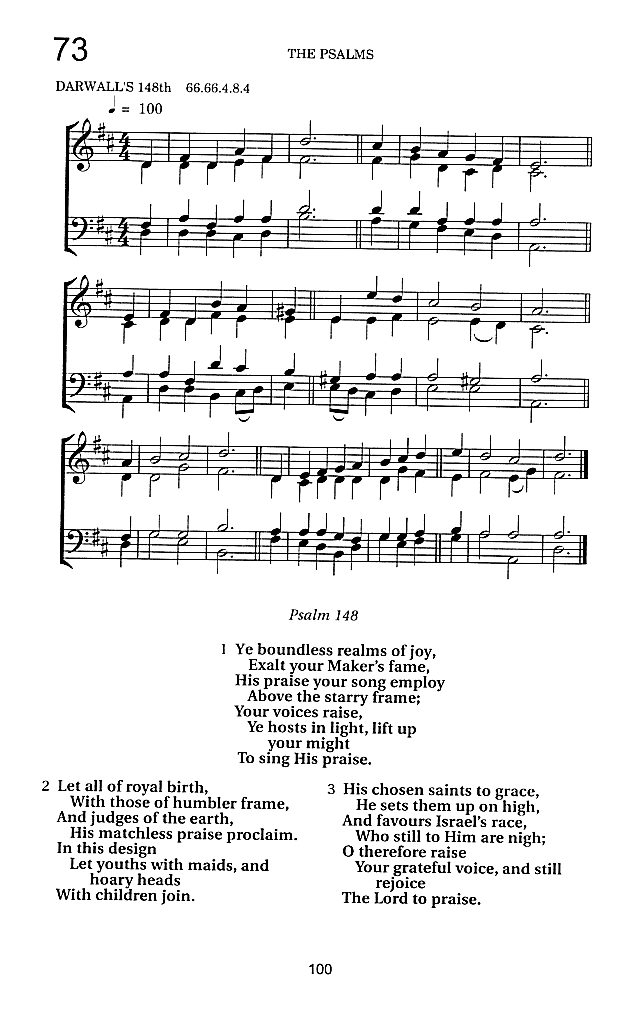 73
THE PSALMS
DARWALL'S 148th 66.66.4.8.4
♩ = 100
Psalm 148
1 Ye boundless realms of joy,
Exalt your Maker's fame,
His praise your song employ
Above the starry frame;
Your voices raise,
Ye hosts in light, lift up
your might
To sing His praise.
2 Let all of royal birth,
With those of humbler frame,
And judges of the earth,
His matchless praise proclaim.
In this design
Let youths with maids, and
hoary heads
With children join.
3 His chosen saints to grace,
He sets them up on high,
And favours Israel's race,
Who still to Him are nigh;
O therefore raise
Your grateful voice, and still
rejoice
The Lord to praise.
100